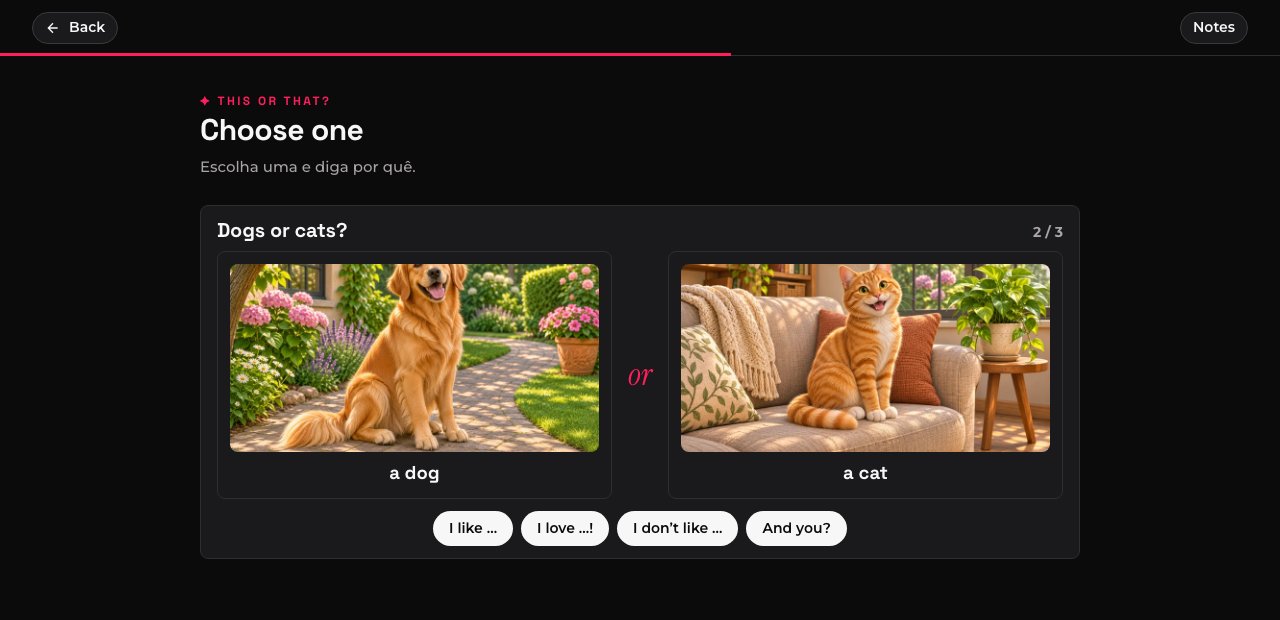 Back
Notes
THIS OR THAT?
Choose one
Escolha uma e diga por quê.
Dogs or cats?
2 / 3
or
a dog
a cat
I like …
I love …!
I don’t like …
And you?